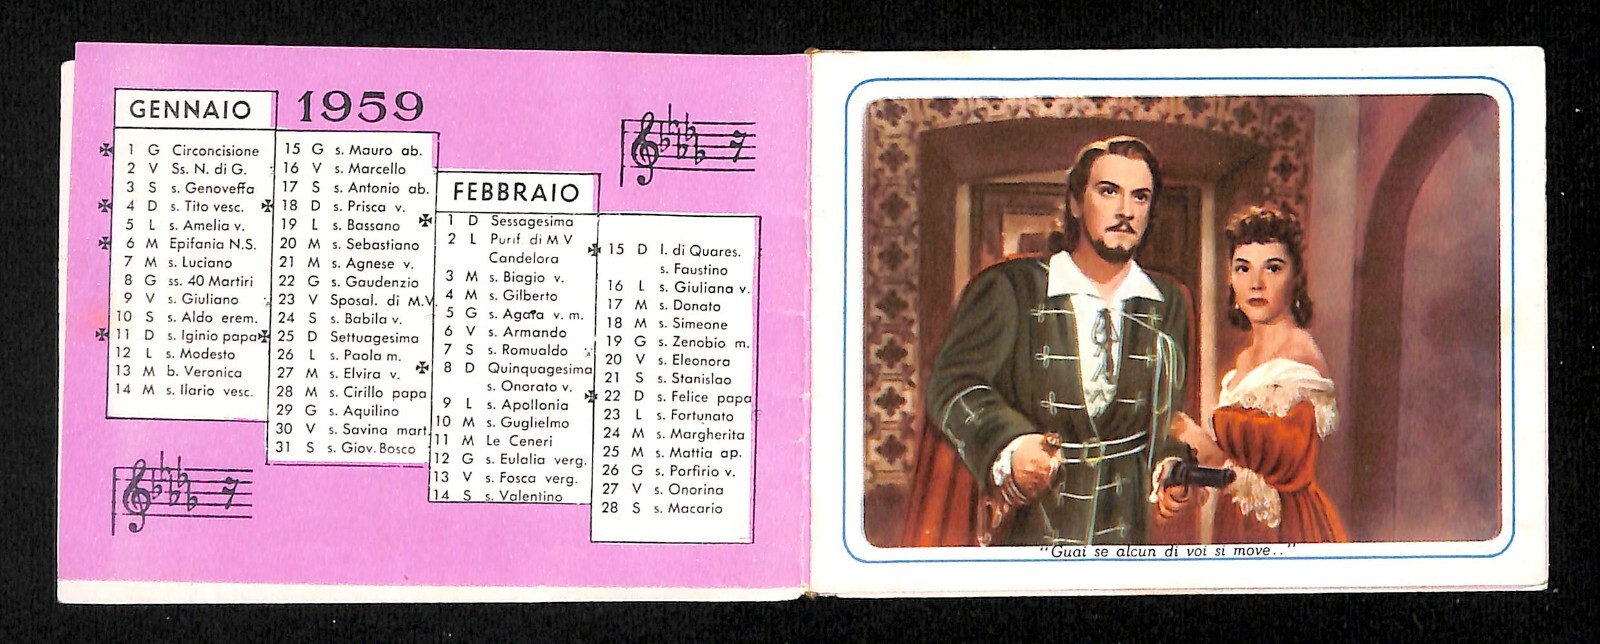 GENNAIO
1959
1 G Circoncisione
2 V Ss. N. di G.
3 S s. Genoveffa
4 D s. Tito vesc.
5 L s. Amelia v.
6 M Epifania N.S.
7 M s. Luciano
8 G ss. 40 Martiri
9 V s. Giuliano
10 S s. Aldo erem.
11 D s. Iginio papa
12 L s. Modesto
13 M b. Veronica
14 M s. Ilario vesc.
15 G s. Mauro ab.
16 V s. Marcello
17 S s. Antonio ab.
18 D s. Prisca v.
19 L s. Bassano
20 M s. Sebastiano
21 M s. Agnese v.
22 G s. Gaudenzio
23 V Sposal. di M.V.
24 S s. Babila v.
25 D Settuagesima
26 L s. Paola m.
27 M s. Elvira v.
28 M s. Cirillo papa
29 G s. Aquilino
30 V s. Savina mart.
31 S s. Giov. Bosco
FEBBRAIO
1 D Sessagesima
2 L Purif. di M V
Candelora
3 M s. Biagio v.
4 M s. Gilberto
5 G s. Agata v. m.
6 V s. Armando
7 S s. Romualdo
8 D Quinquagesima
s. Onorato v.
9 L s. Apollonia
10 M s. Guglielmo
11 M Le Ceneri
12 G s. Eulalia verg.
13 V s. Fosca verg.
14 S s. Valentino
15 D I. di Quares.
s. Faustino
16 L s. Giuliana v.
17 M s. Donato
18 M s. Simeone
19 G s. Zenobio m.
20 V s. Eleonora
21 S s. Stanislao
22 D s. Felice papa
23 L s. Fortunato
24 M s. Margherita
25 M s. Mattia ap.
26 G s. Porfirio v.
27 V s. Onorina
28 S s. Macario
"Guai se alcun di voi si move.."